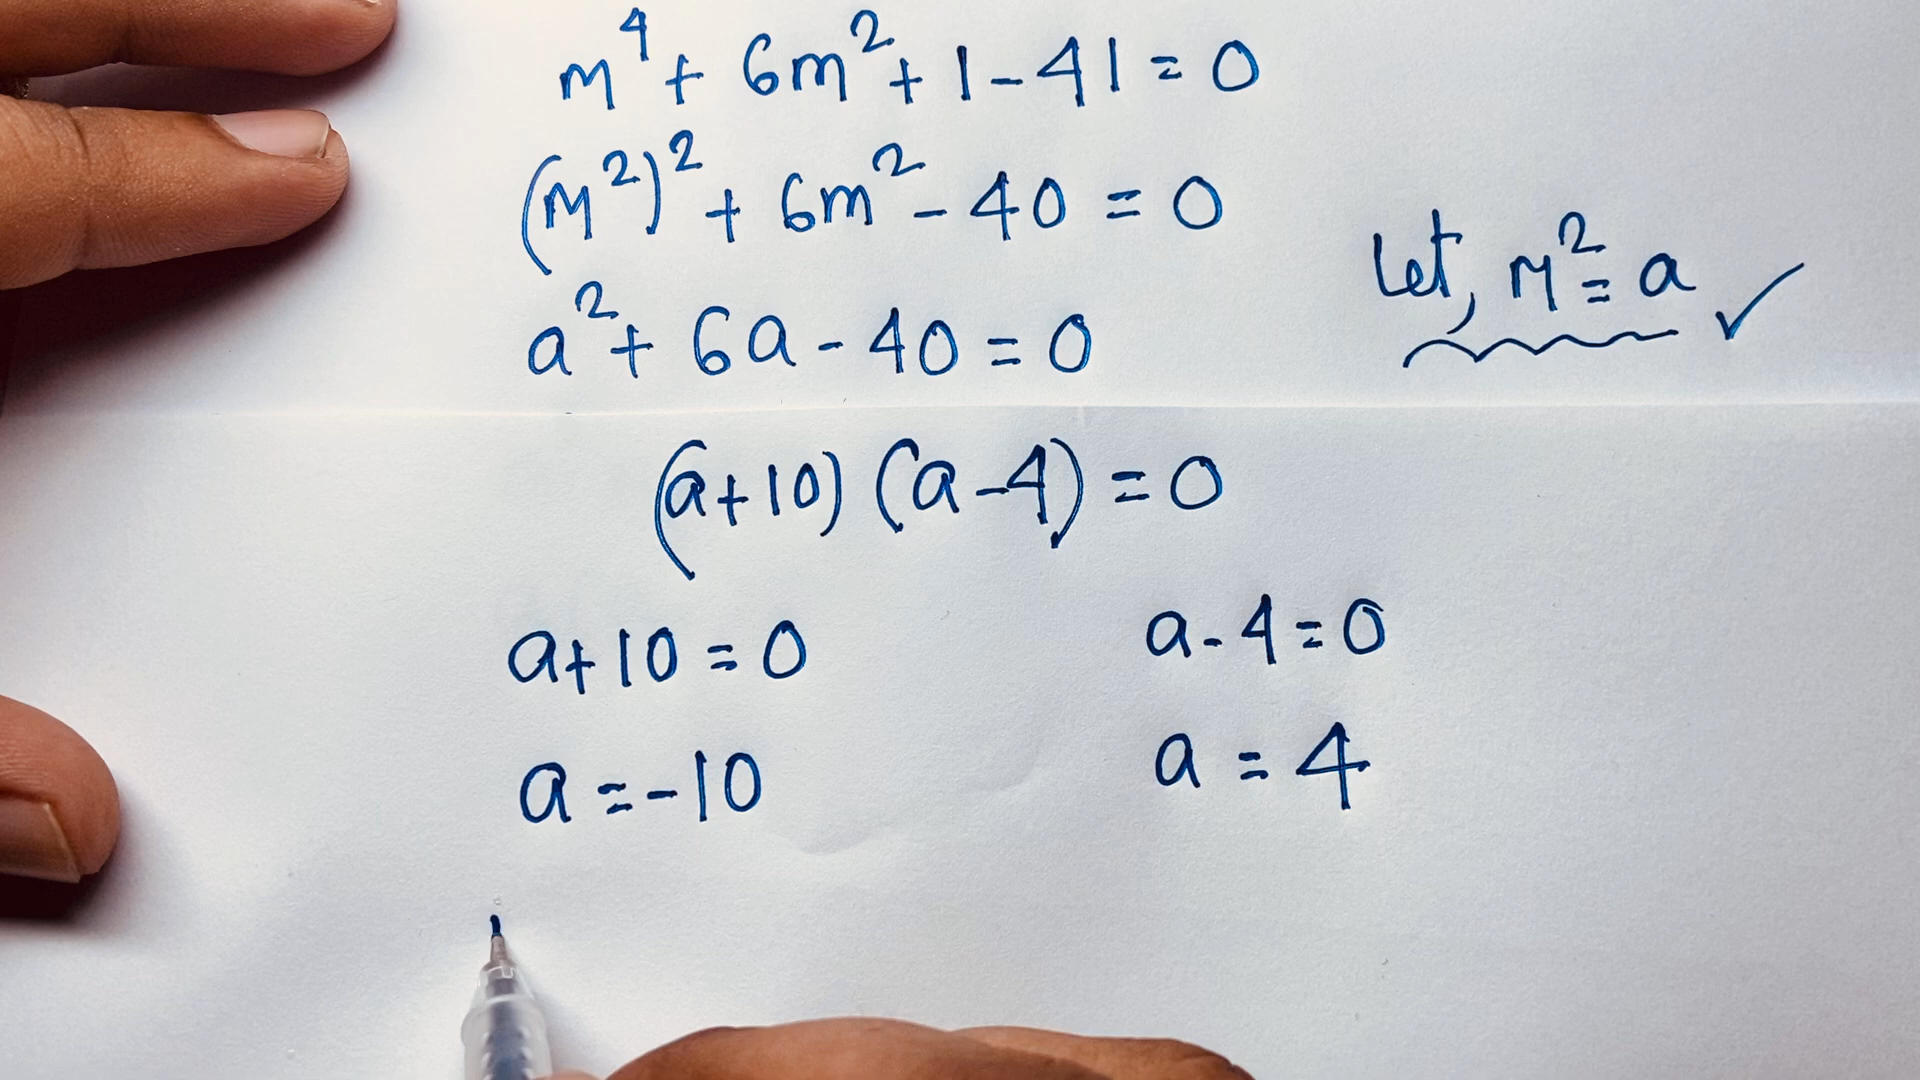 m⁴ + 6m² + 1 - 41 = 0
(m²)² + 6m² - 40 = 0
Let, m² = a ✓
a² + 6a - 40 = 0
(a+10) (a-4) = 0
a+10 = 0 a-4=0
a = -10 a = 4